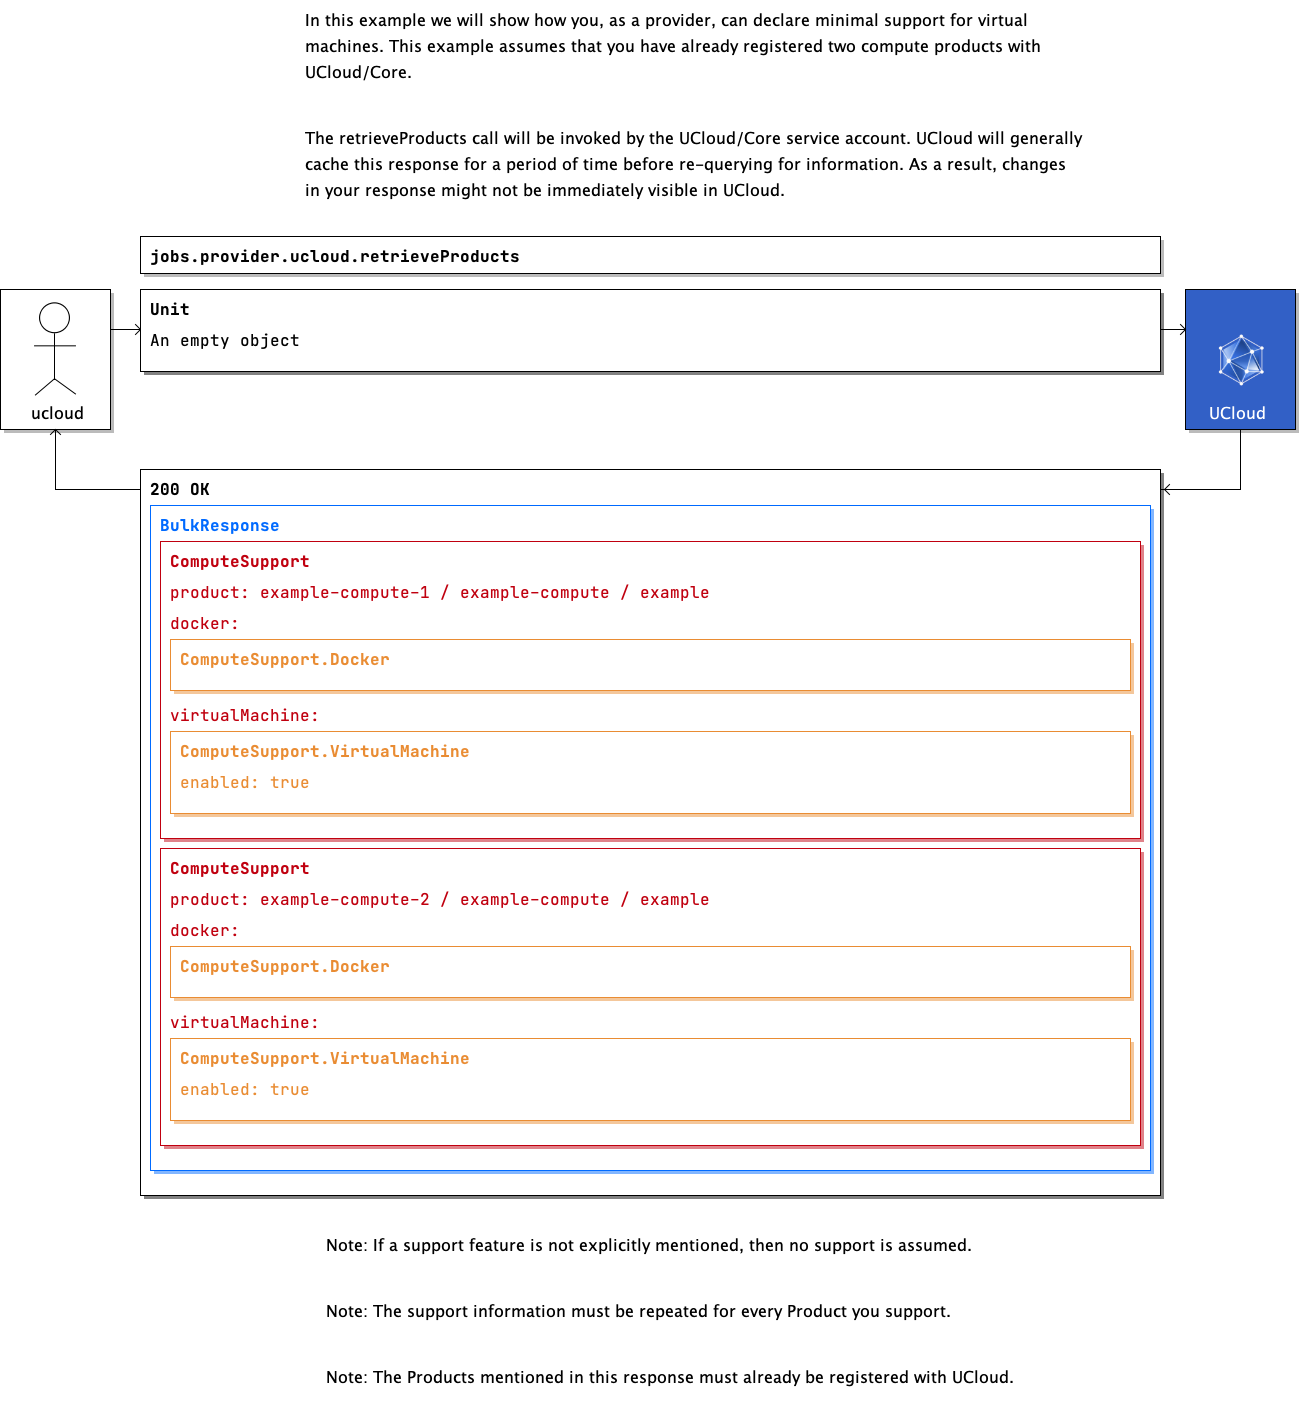 In this example we will show how you, as a provider, can declare minimal support for virtual
machines. This example assumes that you have already registered two compute products with
UCloud/Core.
The retrieveProducts call will be invoked by the UCloud/Core service account. UCloud will generally
cache this response for a period of time before re-querying for information. As a result, changes
in your response might not be immediately visible in UCloud.
jobs.provider.ucloud.retrieveProducts
Unit
An empty object
ucloud
UCloud
200 OK
BulkResponse
ComputeSupport
product: example-compute-1 / example-compute / example
docker:
ComputeSupport.Docker
virtualMachine:
ComputeSupport.VirtualMachine
enabled: true
ComputeSupport
product: example-compute-2 / example-compute / example
docker:
ComputeSupport.Docker
virtualMachine:
ComputeSupport.VirtualMachine
enabled: true
Note: If a support feature is not explicitly mentioned, then no support is assumed.
Note: The support information must be repeated for every Product you support.
Note: The Products mentioned in this response must already be registered with UCloud.